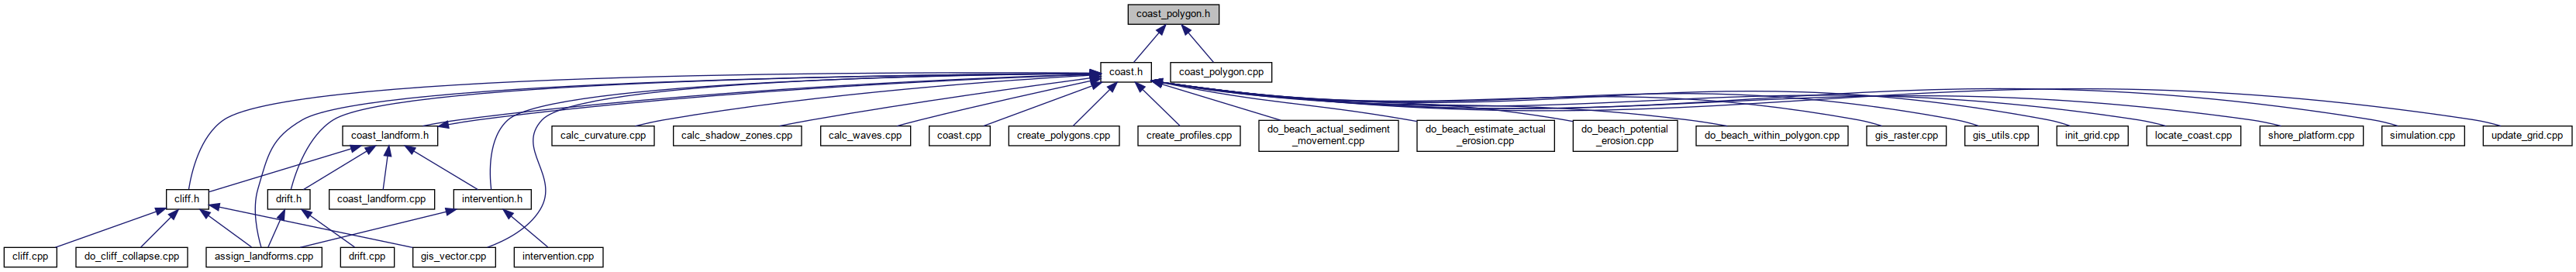 coast_polygon.h
coast.h
coast_polygon.cpp
coast_landform.h
calc_curvature.cpp
calc_shadow_zones.cpp
calc_waves.cpp
coast.cpp
create_polygons.cpp
create_profiles.cpp
do_beach_actual_sediment
_movement.cpp
do_beach_estimate_actual
_erosion.cpp
do_beach_potential
_erosion.cpp
do_beach_within_polygon.cpp
gis_raster.cpp
gis_utils.cpp
init_grid.cpp
locate_coast.cpp
shore_platform.cpp
simulation.cpp
update_grid.cpp
cliff.h
drift.h
coast_landform.cpp
intervention.h
cliff.cpp
do_cliff_collapse.cpp
assign_landforms.cpp
drift.cpp
gis_vector.cpp
intervention.cpp